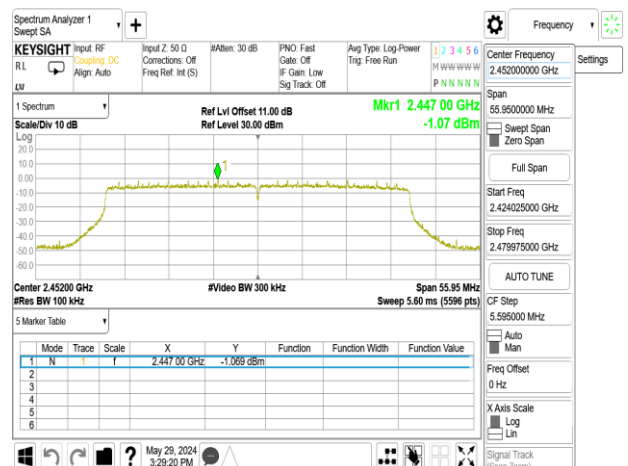 Spectrum Analyzer 1
Swept SA
+
Frequency
KEYSIGHT
RL
LXI
Input: RF
Coupling: DC
Align: Auto
Input Z: 50 Ω
Corrections: Off
Freq Ref: Int (S)
#Atten: 30 dB
PNO: Fast
Gate: Off
IF Gain: Low
Sig Track: Off
Avg Type: Log-Power
Trig: Free Run
1 2 3 4 5 6
M W W W W W
P N N N N N
Center Frequency
2.452000000 GHz
Settings
Span
55.9500000 MHz
Swept Span
Zero Span
Full Span
Start Freq
2.424025000 GHz
Stop Freq
2.479975000 GHz
AUTO TUNE
CF Step
5.595000 MHz
Auto
Man
Freq Offset
0 Hz
X Axis Scale
Log
Lin
Signal Track
(Span Zoom)
1 Spectrum
Scale/Div 10 dB
Ref Lvl Offset 11.00 dB
Ref Level 30.00 dBm
Mkr1 2.447 00 GHz
-1.07 dBm
Log
20.0
10.0
0.00
-10.0
-20.0
-30.0
-40.0
-50.0
-60.0
1
Center 2.45200 GHz
#Res BW 100 kHz
#Video BW 300 kHz
Span 55.95 MHz
Sweep 5.60 ms (5596 pts)
5 Marker Table
Mode Trace Scale X Y Function Function Width Function Value
1 N 1 f 2.447 00 GHz -1.069 dBm
2
3
4
5
6
?
May 29, 2024
3:29:20 PM